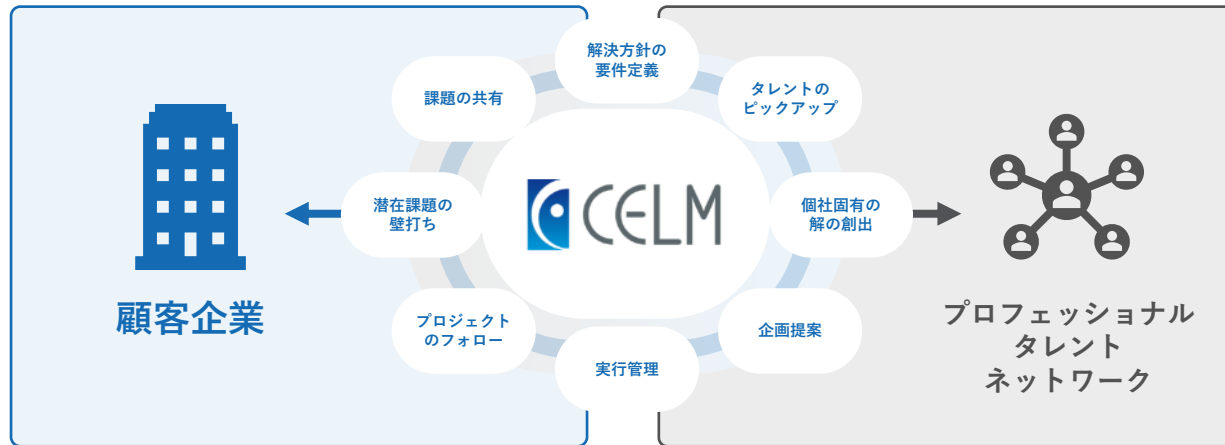 解決方針の
要件定義
課題の共有
タレントの
ピックアップ
潜在課題の
壁打ち
CELM
個社固有の
解の創出
顧客企業
プロフェッショナル
タレント
ネットワーク
プロジェクト
のフォロー
企画提案
実行管理